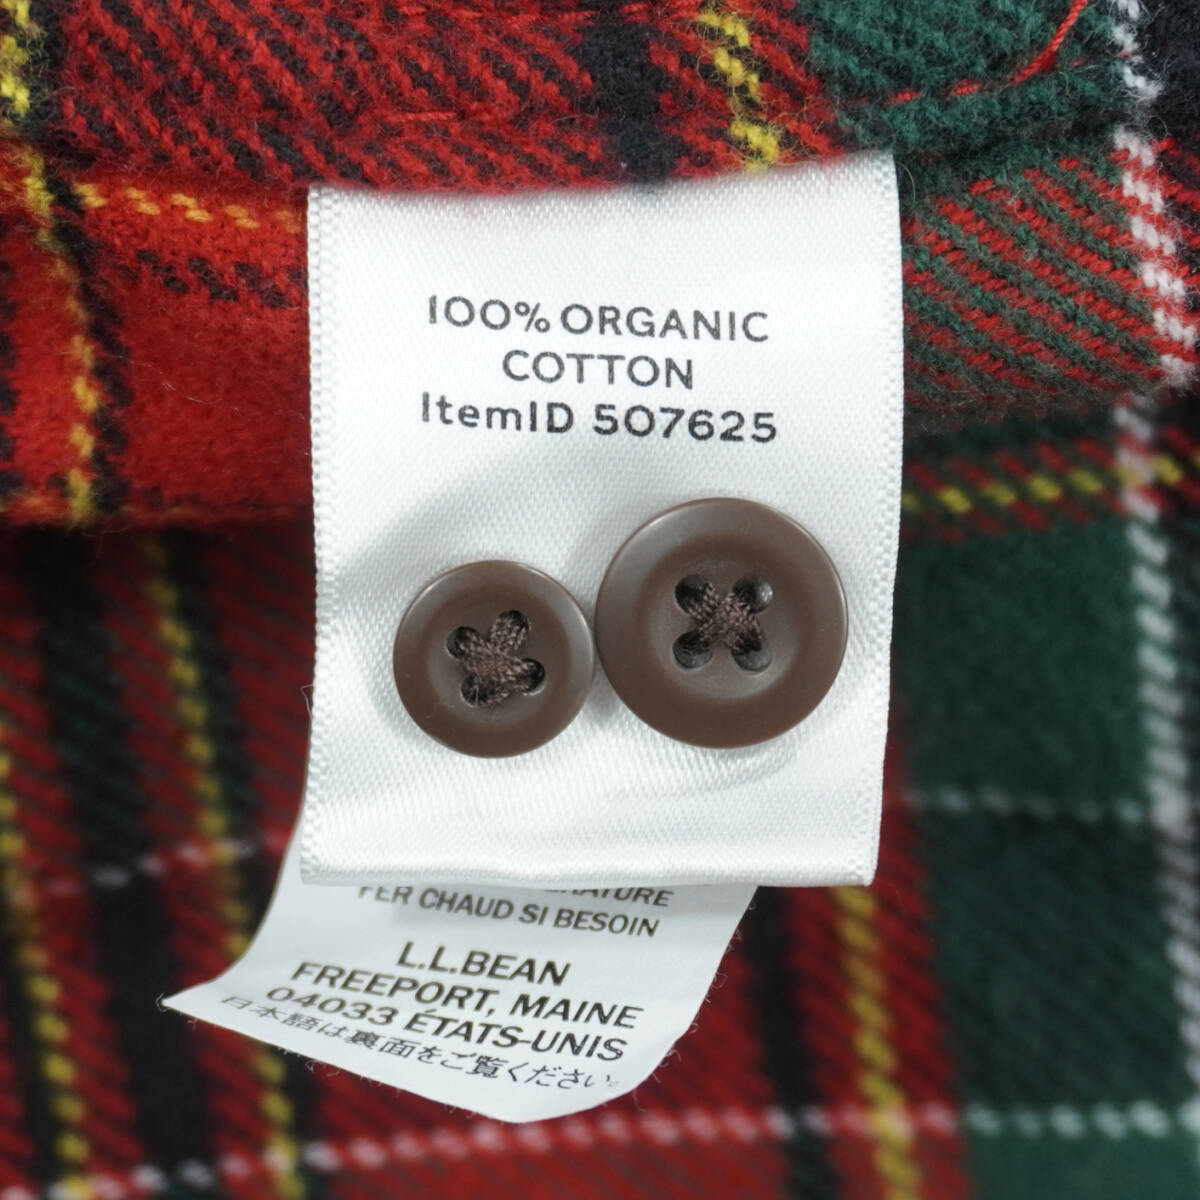 100% ORGANIC
COTTON
ItemID 507625
FER CHAUD SI BESOIN
L.L.BEAN
FREEPORT, MAINE
04033 ÉTATS-UNIS
日本語は裏面をご覧ください。